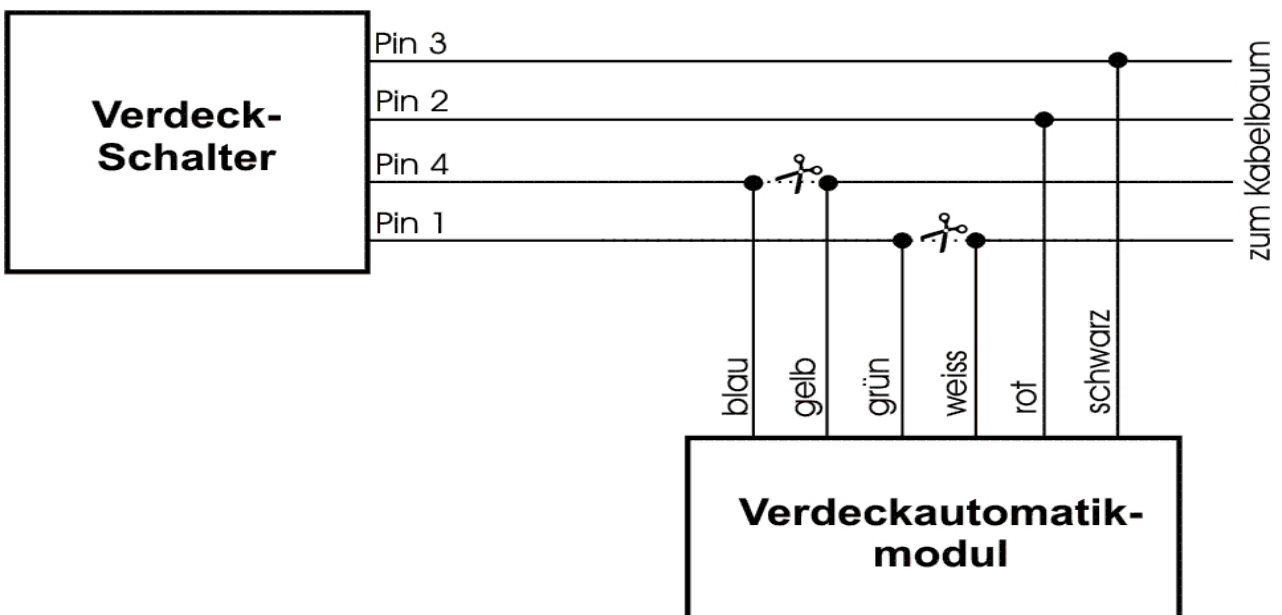 Pin 3
Pin 2
Pin 4
Pin 1
Verdeck-
Schalter
zum Kabelbaum
blau
gelb
grün
weiss
rot
schwarz
Verdeckautomatik-
modul